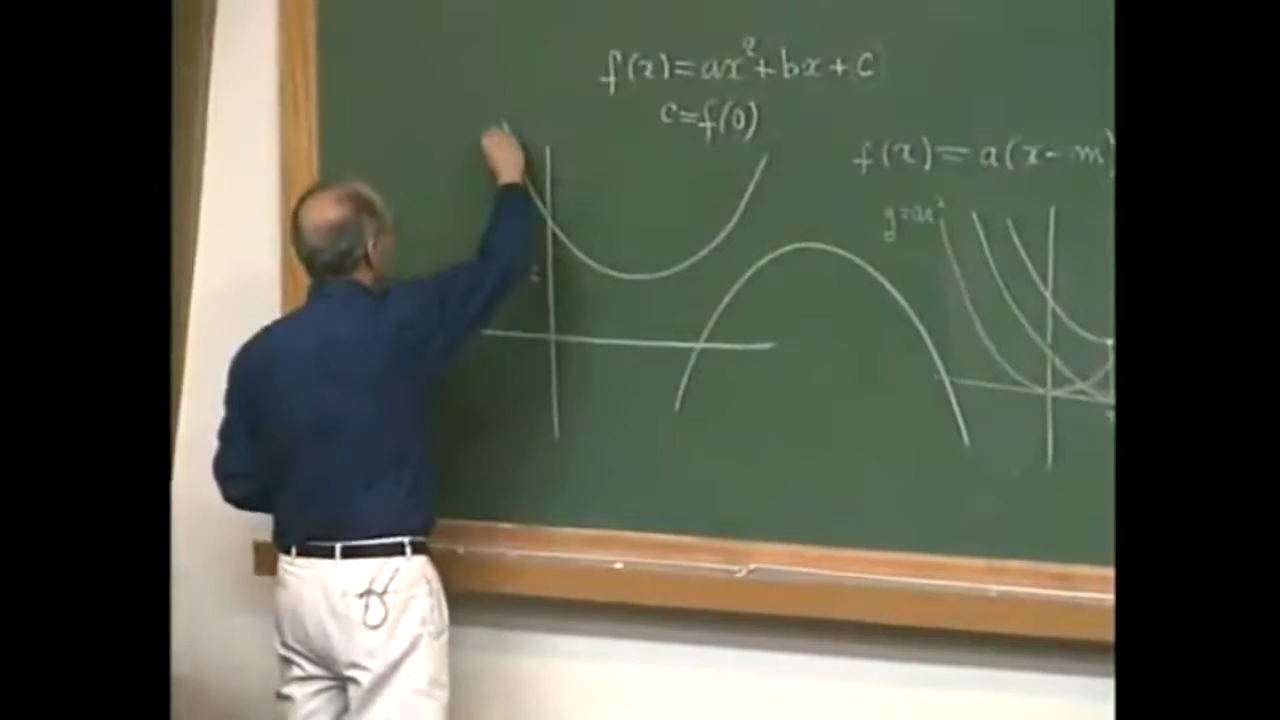 f(x)=ax²+bx+c
c=f(0)
f(x)=a(x-m)
y=ax²